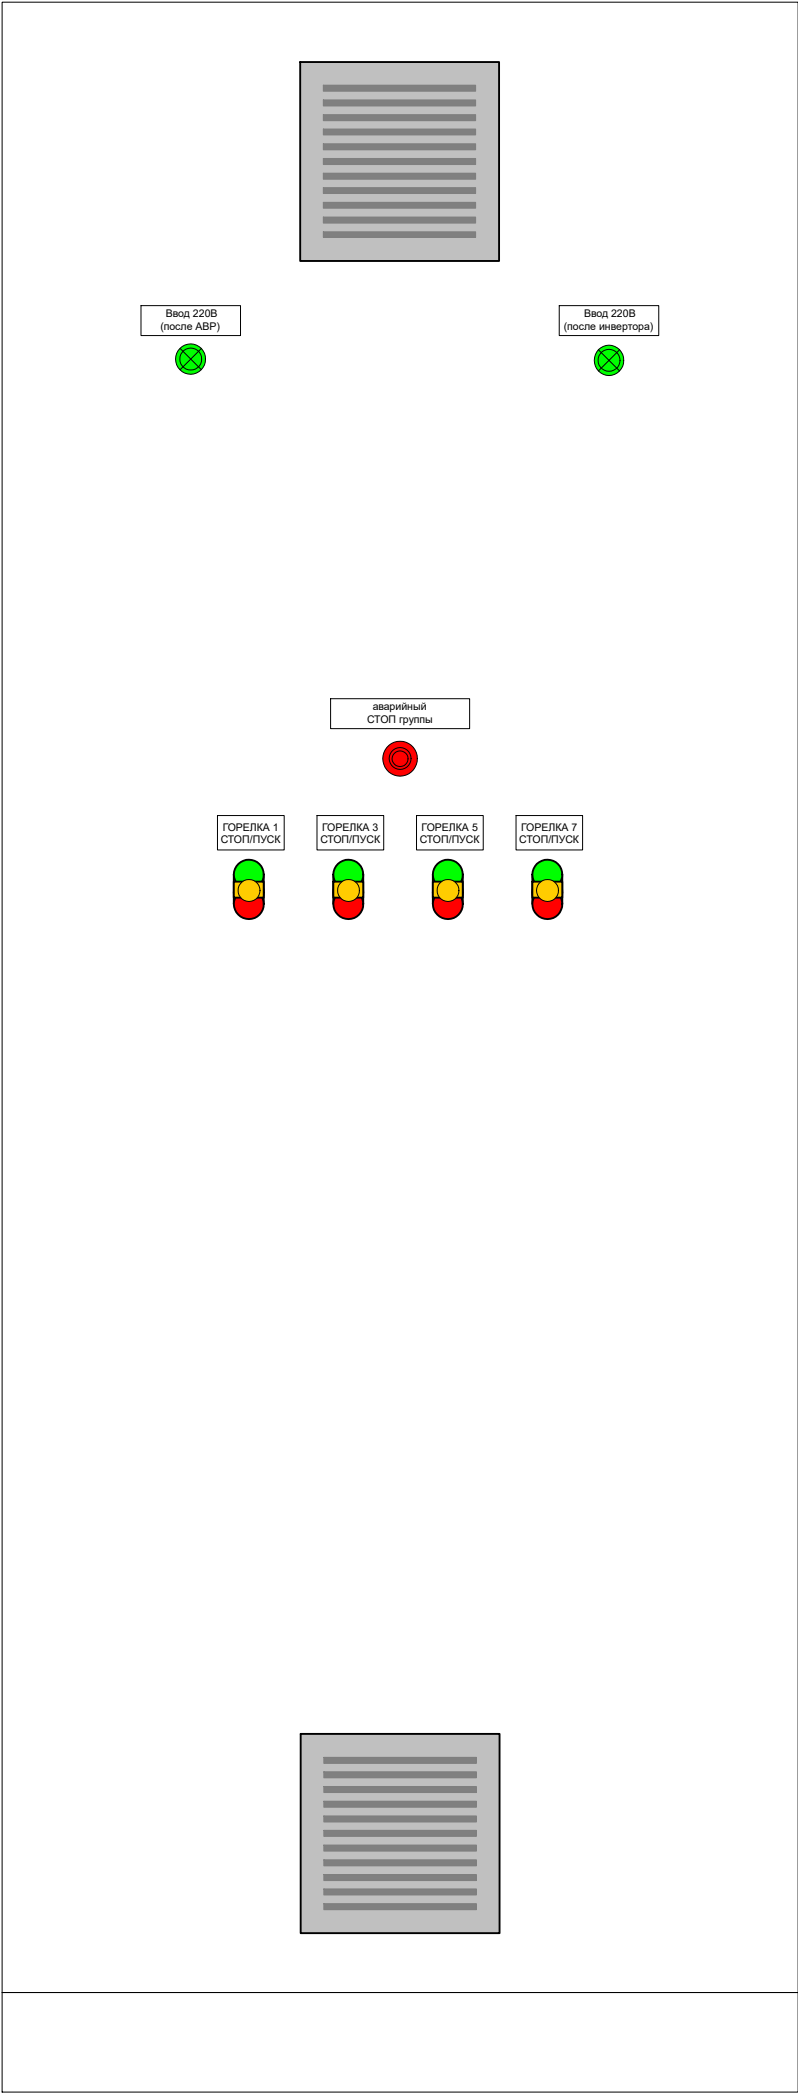 Ввод 220В
(после АВР)
Ввод 220В
(после инвертора)
аварийный
СТОП группы
ГОРЕЛКА 1
СТОП/ПУСК
ГОРЕЛКА 3
СТОП/ПУСК
ГОРЕЛКА 5
СТОП/ПУСК
ГОРЕЛКА 7
СТОП/ПУСК